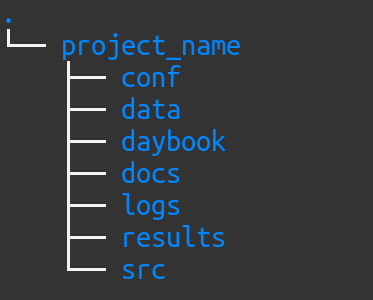 .
└── project_name
    ├── conf
    ├── data
    ├── daybook
    ├── docs
    ├── logs
    ├── results
    └── src